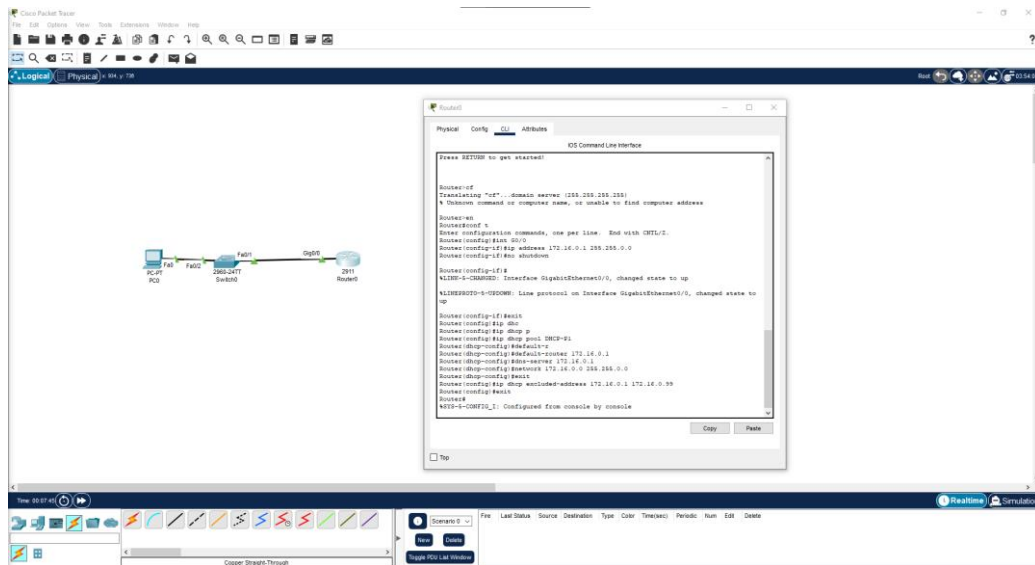 Cisco Packet Tracer
File Edit Options View Tools Extensions Window Help
Logical Physical x: 934, y: 738
Root 03:54:0
Router0
Physical Config CLI Attributes
IOS Command Line Interface
Press RETURN to get started!
Router>cf
Translating "cf"...domain server (255.255.255.255)
% Unknown command or computer name, or unable to find computer address
Router>en
Router#conf t
Enter configuration commands, one per line. End with CNTL/Z.
Router(config)#int G0/0
Router(config-if)#ip address 172.16.0.1 255.255.0.0
Router(config-if)#no shutdown
Router(config-if)#
%LINK-5-CHANGED: Interface GigabitEthernet0/0, changed state to up
%LINEPROTO-5-UPDOWN: Line protocol on Interface GigabitEthernet0/0, changed state to
up
Router(config-if)#exit
Router(config)#ip dhc
Router(config)#ip dhcp p
Router(config)#ip dhcp pool DHCP-Pi
Router(dhcp-config)#default-r
Router(dhcp-config)#default-router 172.16.0.1
Router(dhcp-config)#dns-server 172.16.0.1
Router(dhcp-config)#network 172.16.0.0 255.255.0.0
Router(dhcp-config)#exit
Router(config)#ip dhcp excluded-address 172.16.0.1 172.16.0.99
Router(config)#exit
Router#
%SYS-5-CONFIG_I: Configured from console by console
Copy Paste
Top
Fa0 Fa0/2 Fa0/1 Gig0/0
PC-PT
PC0
2960-24TT
Switch0
2911
Router0
Time: 00:07:45
Realtime Simulatio
Scenario 0
New Delete
Toggle PDU List Window
Fire Last Status Source Destination Type Color Time(sec) Periodic Num Edit Delete
Copper Straight-Through